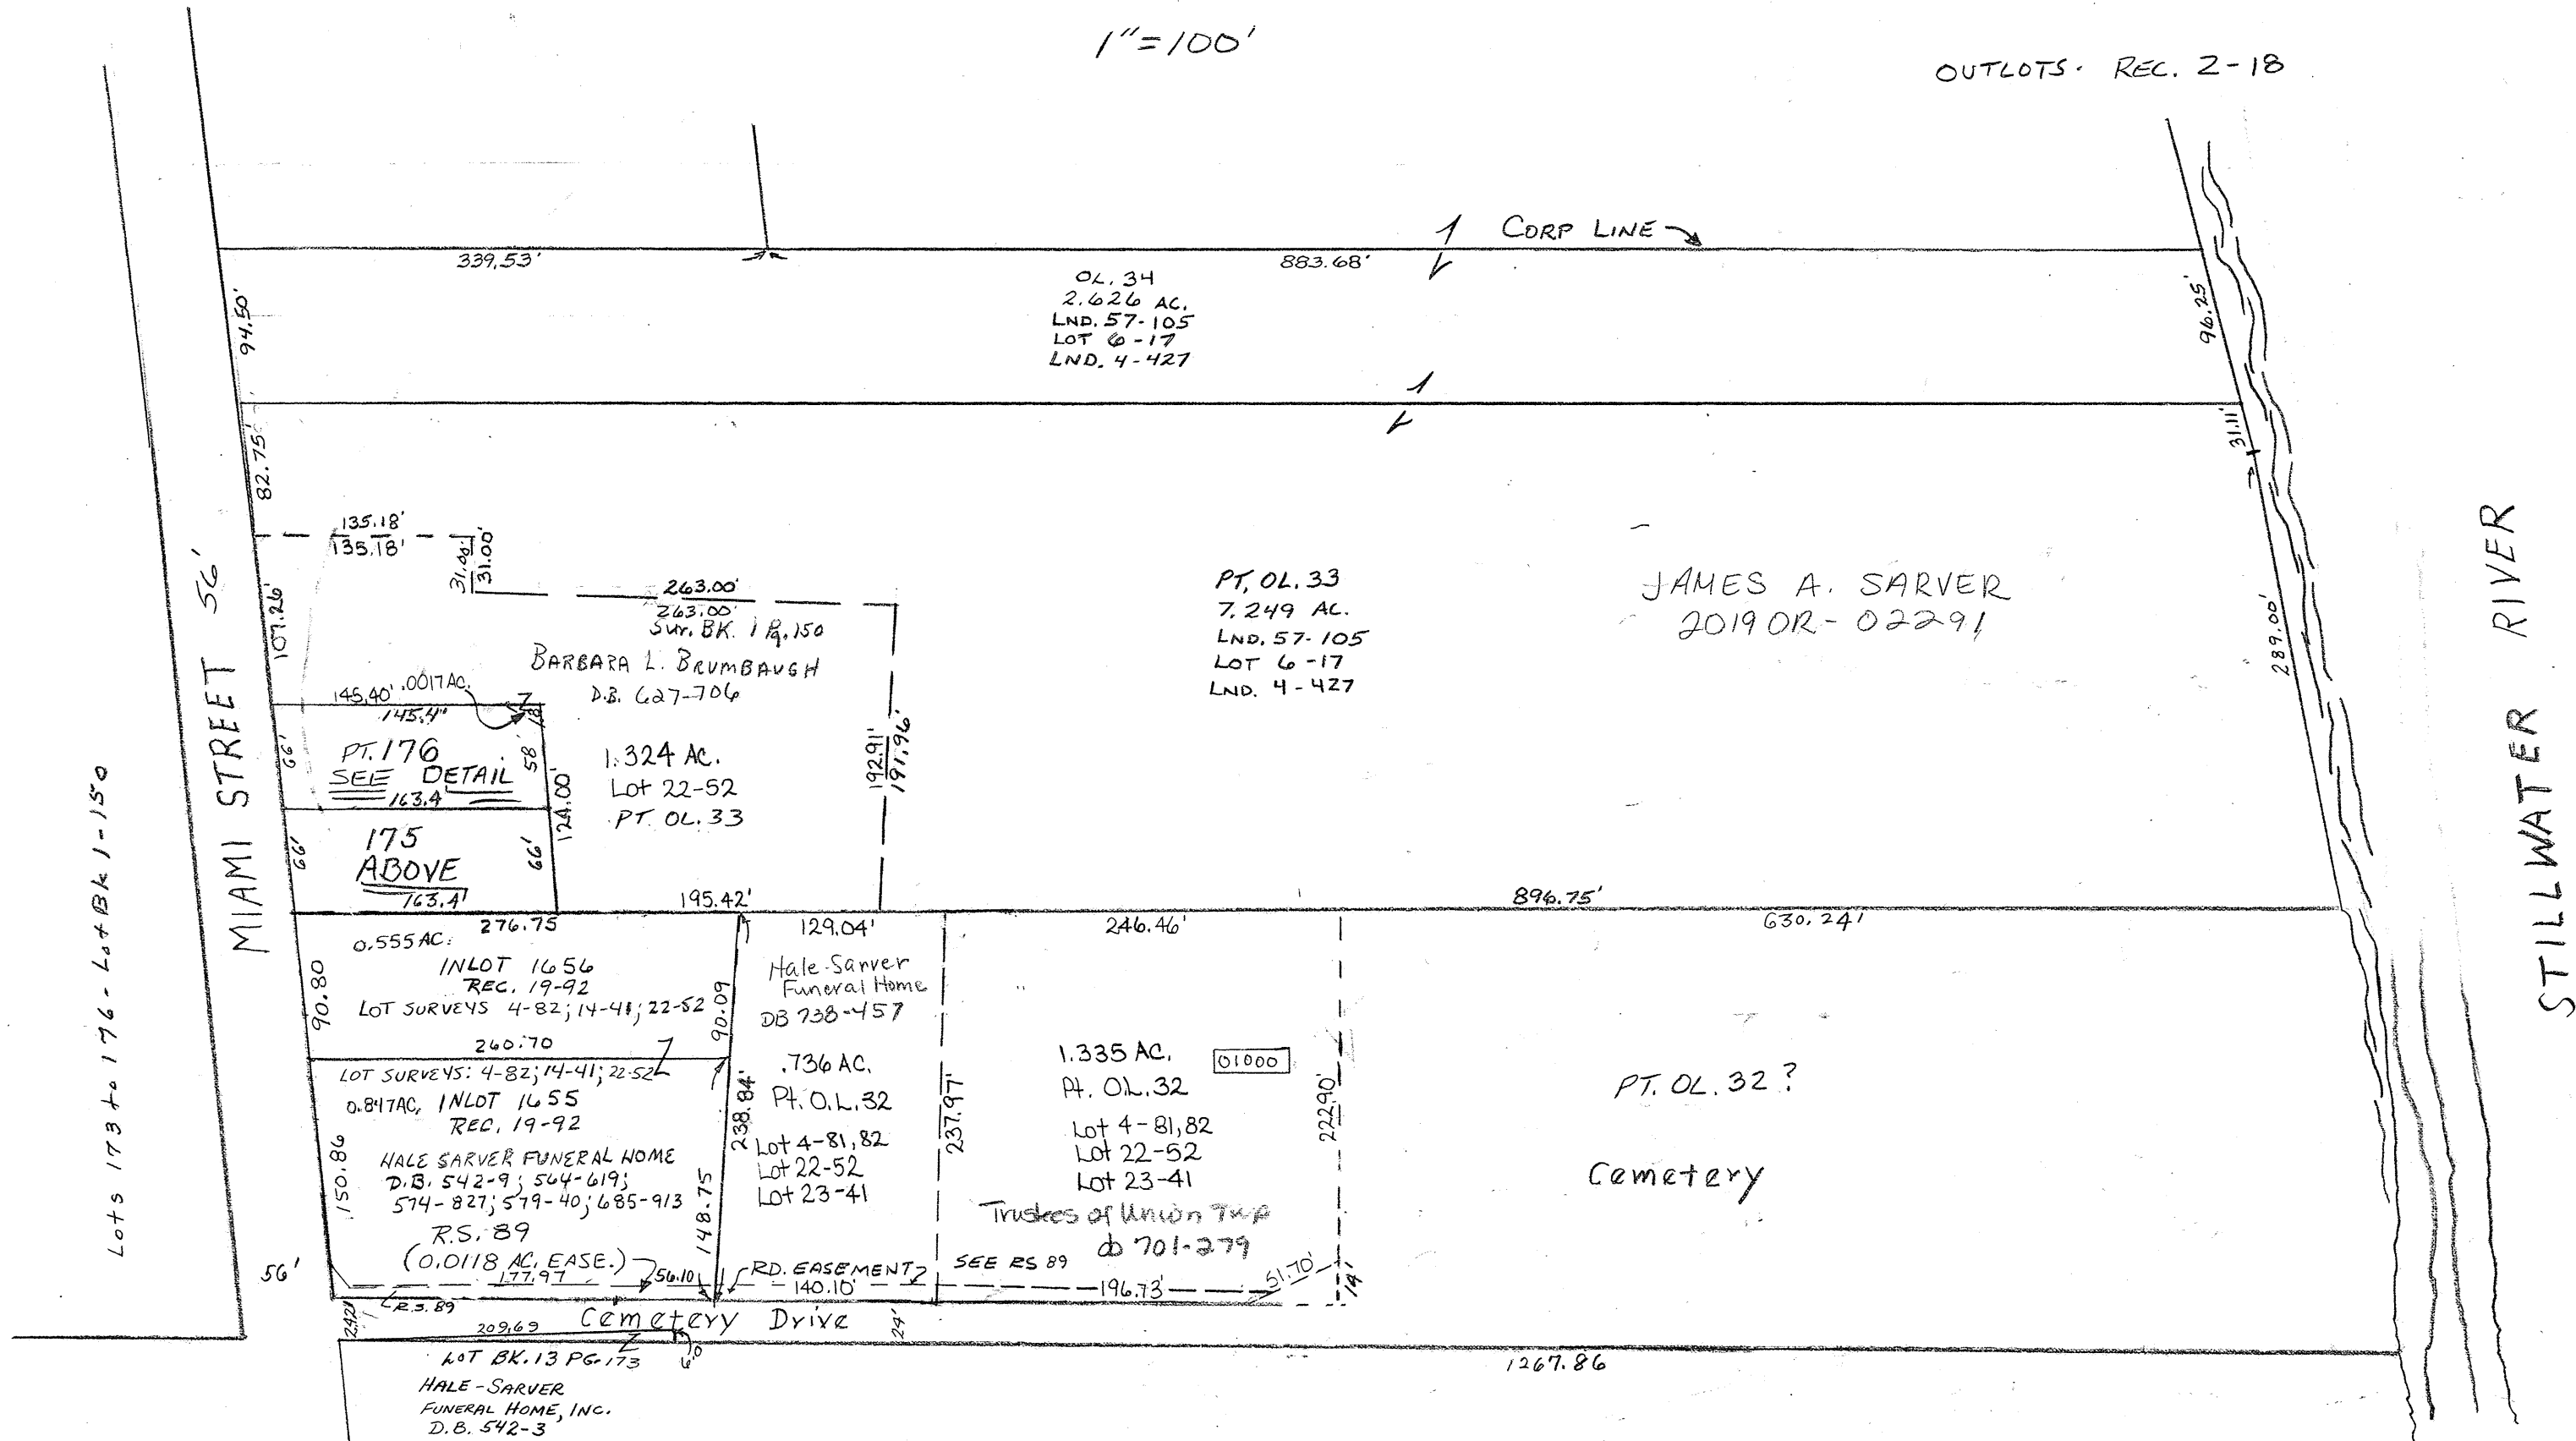 1"=100'
OUTLOTS. REC. 2-18
CORP LINE
339.53'
883.68'
OL. 34
2.626 AC.
LND. 57-105
LOT 6-17
LND. 4-427
94.50'
96.25'
82.75'
31.11'
135.18'
135.18'
31.00'
31.00'
263.00'
263.00'
Sur. BK. 1 Pg. 150
BARBARA L. BRUMBAUGH
D.B. 627-706
1.324 AC.
Lot 22-52
PT. OL. 33
107.26'
192.91'
191.96'
PT. OL. 33
7.249 AC.
LND. 57-105
LOT 6-17
LND. 4-427
JAMES A. SARVER
2019 OR-02291
289.00'
STILLWATER RIVER
MIAMI STREET 56'
Lots 173 to 176 - Lot Bk 1-150
145.40' .0017 AC.
145.4'
18'
66'
PT. 176
SEE DETAIL
58'
163.4
124.00'
66'
175
ABOVE
66'
163.4'
195.42'
896.75'
276.75
129.04'
246.46'
630.24'
0.555 AC.
INLOT 1656
REC. 19-92
LOT SURVEYS 4-82; 14-41; 22-52
90.80
90.09
260.70
LOT SURVEYS: 4-82; 14-41; 22-52
0.847 AC. INLOT 1655
REC. 19-92
HALE SARVER FUNERAL HOME
D.B. 542-9; 564-619;
574-827; 579-40; 685-913
R.S. 89
(0.0118 AC. EASE.)
150.86
148.75
238.84'
177.97
56.10
Hale-Sarver
Funeral Home
DB 738-457
.736 AC.
Pt. O.L. 32
Lot 4-81,82
Lot 22-52
Lot 23-41
237.97'
1.335 AC.
01000
Pt. O.L. 32
Lot 4-81,82
Lot 22-52
Lot 23-41
Trustees of Union Twp
db 701-279
222.90'
PT. OL. 32?
Cemetery
RD. EASEMENT
SEE RS 89
140.10'
196.73'
51.70'
14'
56'
R.S. 89
24.21
Cemetery Drive
24'
209.69
6.0
1267.86
LOT BK. 13 PG. 173
HALE-SARVER
FUNERAL HOME, INC.
D.B. 542-3